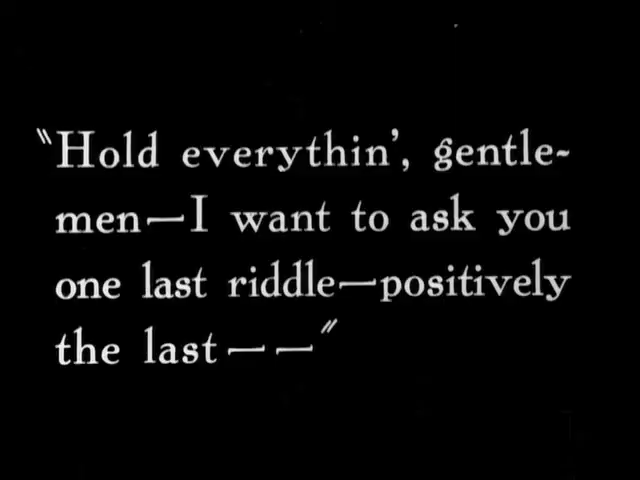 "Hold everythin', gentle-
men—I want to ask you
one last riddle—positively
the last — —"